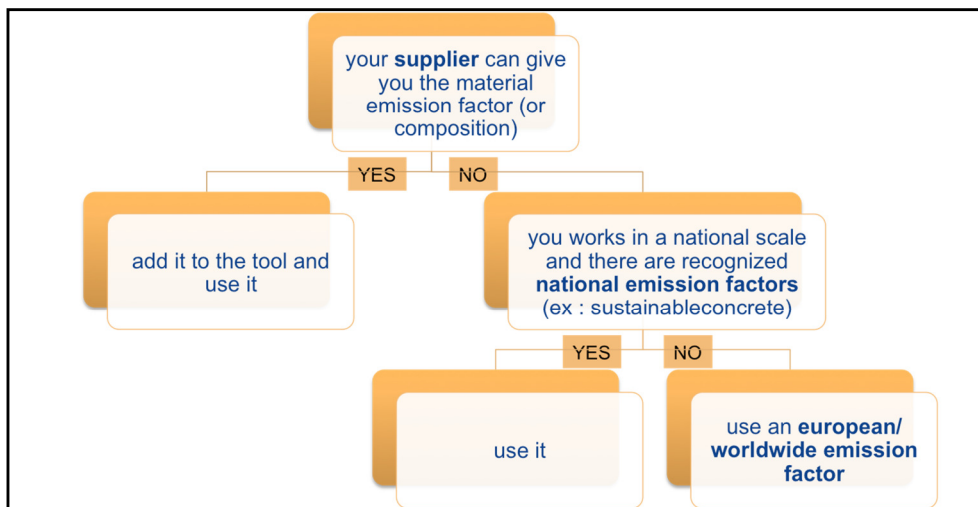 your supplier can give
you the material
emission factor (or
composition)
YES
NO
add it to the tool and
use it
you works in a national scale
and there are recognized
national emission factors
(ex : sustainableconcrete)
YES
NO
use it
use an european/
worldwide emission
factor